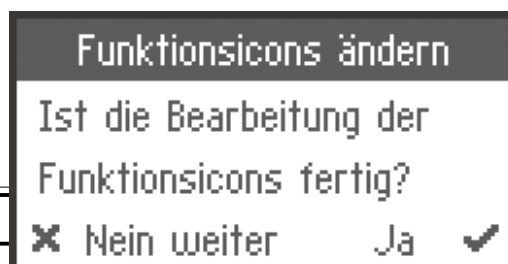 Funktionsicons ändern
Ist die Bearbeitung der
Funktionsicons fertig?
✖ Nein weiter Ja ✔